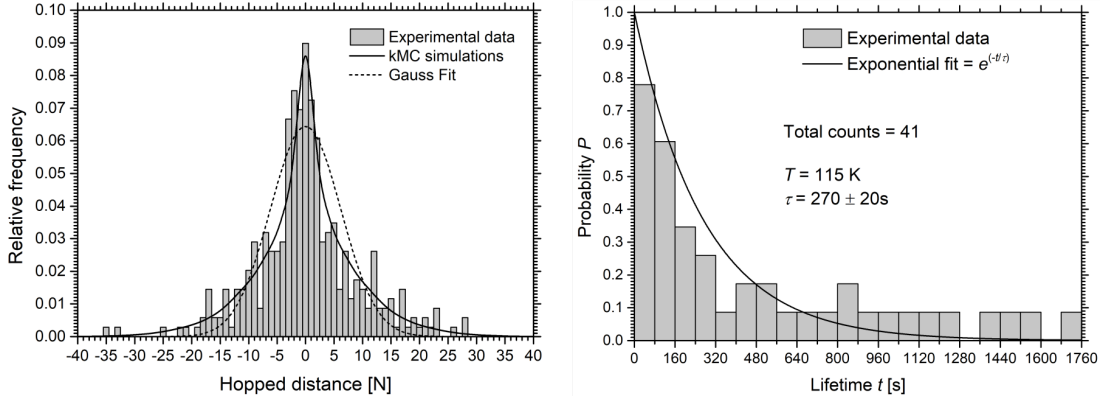 0.10
0.09
0.08
0.07
0.06
0.05
0.04
0.03
0.02
0.01
0.00
Relative frequency
Experimental data
kMC simulations
Gauss Fit
-40 -35 -30 -25 -20 -15 -10 -5 0 5 10 15 20 25 30 35 40
Hopped distance [N]
1.0
0.9
0.8
0.7
0.6
0.5
0.4
0.3
0.2
0.1
0.0
Probability P
Experimental data
Exponential fit = e^(-t/τ)
Total counts = 41
T = 115 K
τ = 270 ± 20s
0 160 320 480 640 800 960 1120 1280 1440 1600 1760
Lifetime t [s]